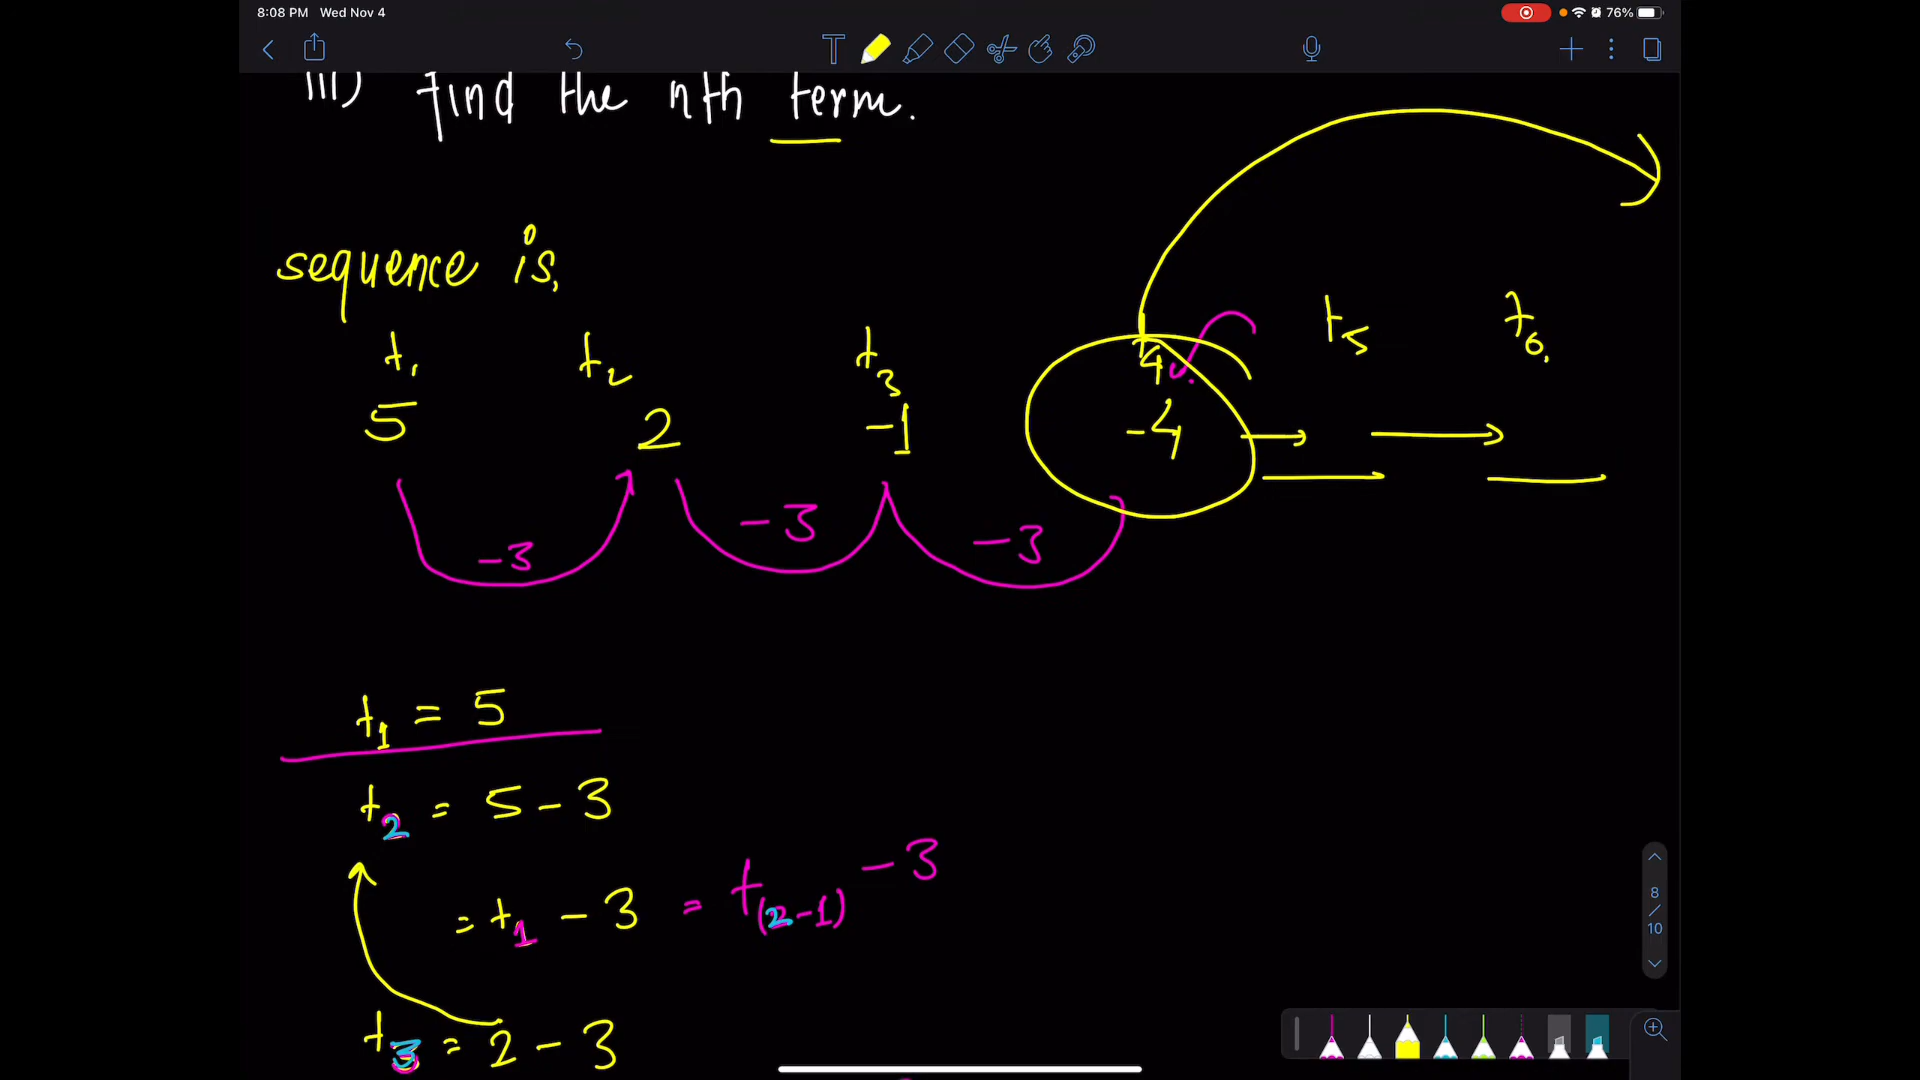 8:08 PM Wed Nov 4
76%
III) find the nth term.
sequence is,
t1 t2 t3 t4 t5 t6,
5 2 -1 -4
-3 -3 -3
t1 = 5
t2 = 5 - 3
= t1 - 3 = t(2-1) - 3
t3 = 2 - 3
8
/
10